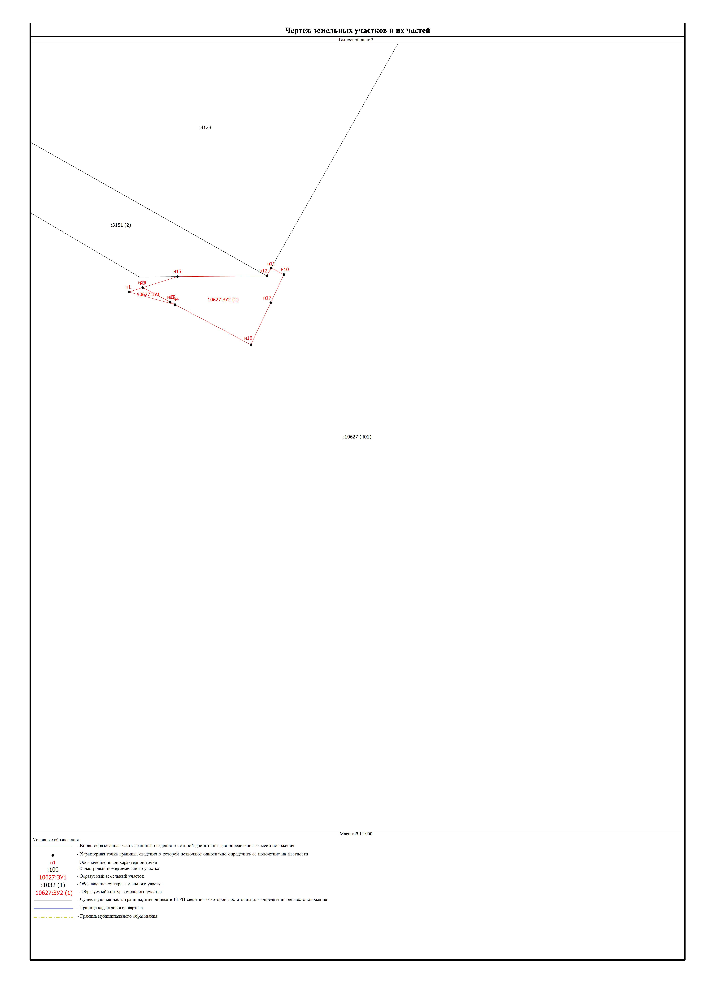 Чертеж земельных участков и их частей
Выносной лист 2
:3123
:3151 (2)
н11
н12
н10
н13
н14
н2
н1
10627:ЗУ1
н15
н4
10627:ЗУ2 (2)
н17
н16
:10627 (401)
Масштаб 1:1000
Условные обозначения
- Вновь образованная часть границы, сведения о которой достаточны для определения ее местоположения
- Характерная точка границы, сведения о которой позволяют однозначно определить ее положение на местности
н1 - Обозначение новой характерной точки
:100 - Кадастровый номер земельного участка
10627:ЗУ1 - Образуемый земельный участок
:1032 (1) - Обозначение контура земельного участка
10627:ЗУ2 (1) - Образуемый контур земельного участка
- Существующая часть границы, имеющиеся в ЕГРН сведения о которой достаточны для определения ее местоположения
- Граница кадастрового квартала
- Граница муниципального образования